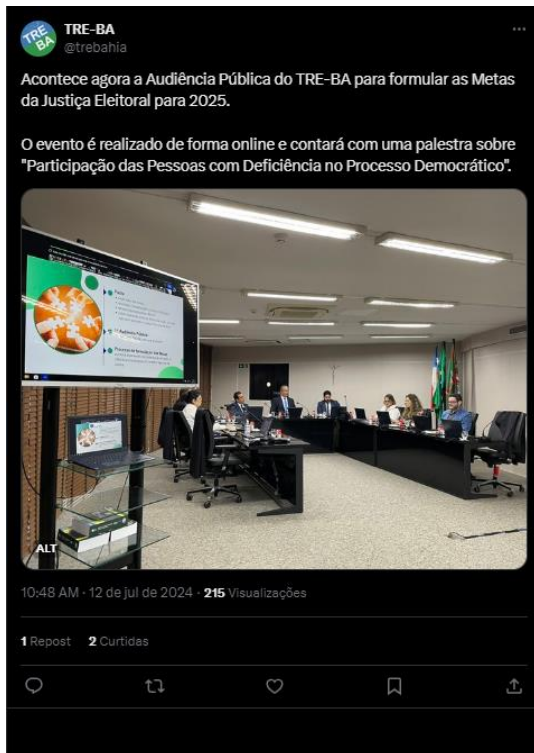 TRE-BA
@trebahia
Acontece agora a Audiência Pública do TRE-BA para formular as Metas
da Justiça Eleitoral para 2025.
O evento é realizado de forma online e contará com uma palestra sobre
"Participação das Pessoas com Deficiência no Processo Democrático".
Audiência Pública
ALT
10:48 AM · 12 de jul de 2024 · 215 Visualizações
1 Repost 2 Curtidas